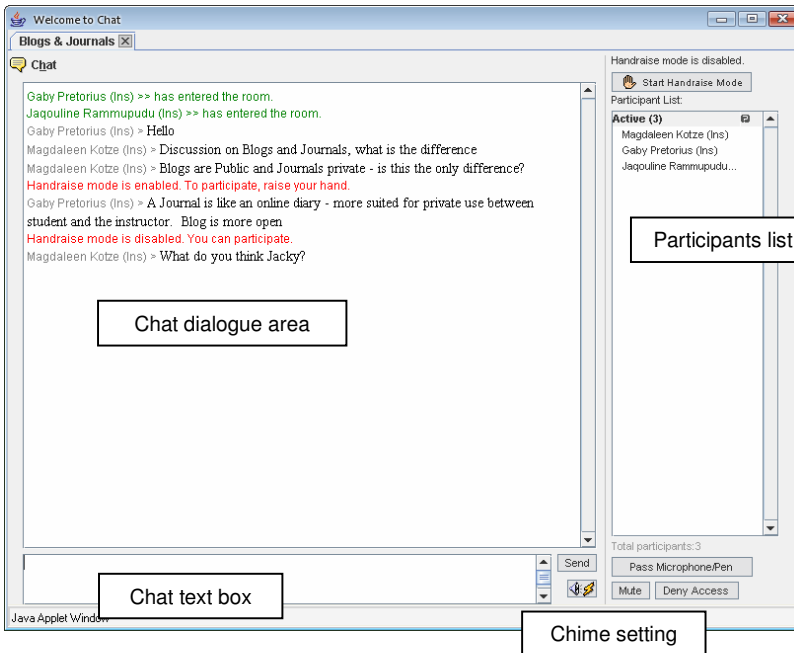 Welcome to Chat
Blogs & Journals
Chat
Gaby Pretorius (Ins) >> has entered the room.
Jaqouline Rammupudu (Ins) >> has entered the room.
Gaby Pretorius (Ins) > Hello
Magdaleen Kotze (Ins) > Discussion on Blogs and Journals, what is the difference
Magdaleen Kotze (Ins) > Blogs are Public and Journals private - is this the only difference?
Handraise mode is enabled. To participate, raise your hand.
Gaby Pretorius (Ins) > A Journal is like an online diary - more suited for private use between
student and the instructor.  Blog is more open
Handraise mode is disabled. You can participate.
Magdaleen Kotze (Ins) > What do you think Jacky?
Chat dialogue area
Handraise mode is disabled.
Start Handraise Mode
Participant List:
Active (3)
Magdaleen Kotze (Ins)
Gaby Pretorius (Ins)
Jaqouline Rammupudu...
Participants list
Total participants:3
Send
Pass Microphone/Pen
Mute Deny Access
Chat text box
Java Applet Window
Chime setting